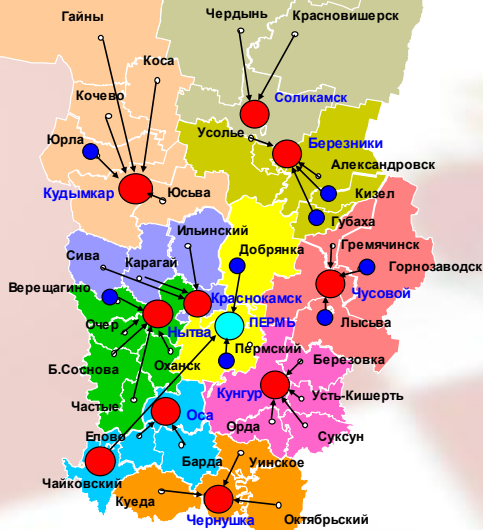 Гайны
Чердынь
Красновишерск
Коса
Кочево
Соликамск
Усолье
Березники
Юрла
Александровск
Кудымкар
Юсьва
Кизел
Губаха
Ильинский
Добрянка
Гремячинск
Сива
Карагай
Горнозаводск
Верещагино
Краснокамск
Чусовой
Очер
Нытва
ПЕРМЬ
Лысьва
Пермский
Березовка
Б.Соснова
Оханск
Кунгур
Усть-Кишерть
Частые
Оса
Орда
Суксун
Елово
Барда
Уинское
Чайковский
Куеда
Чернушка
Октябрьский